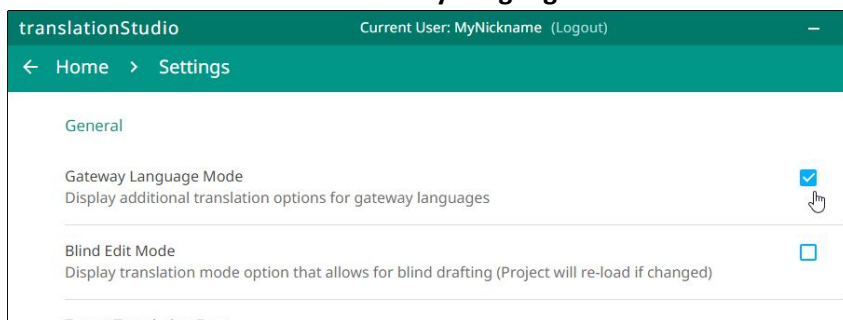 translationStudio Current User: MyNickname (Logout)
← Home > Settings
General
Gateway Language Mode
Display additional translation options for gateway languages
Blind Edit Mode
Display translation mode option that allows for blind drafting (Project will re-load if changed)